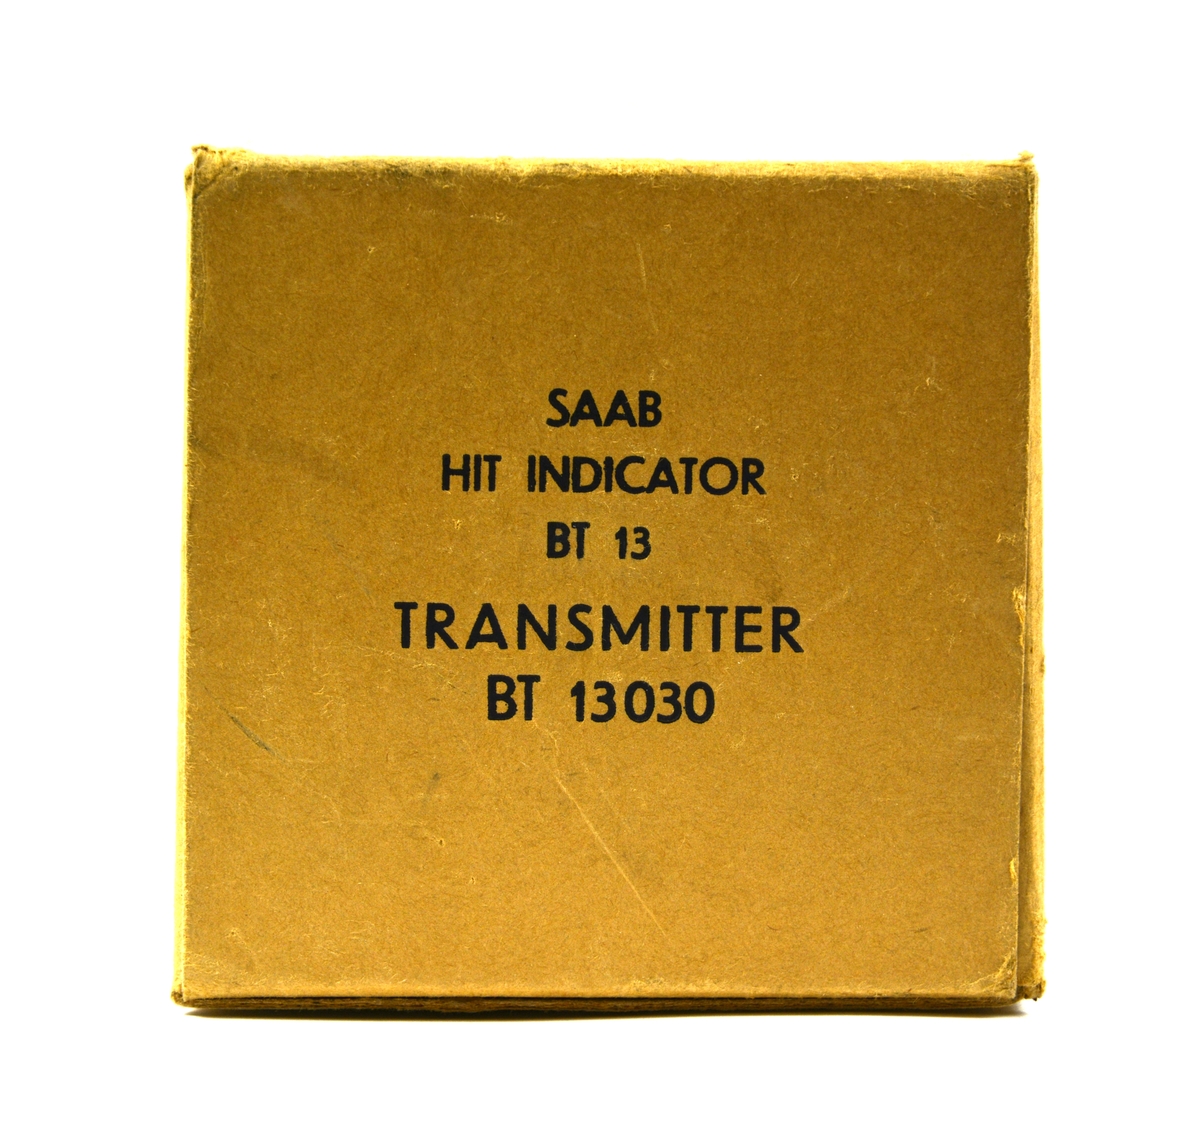 SAAB
HIT INDICATOR
BT 13
TRANSMITTER
BT 13030